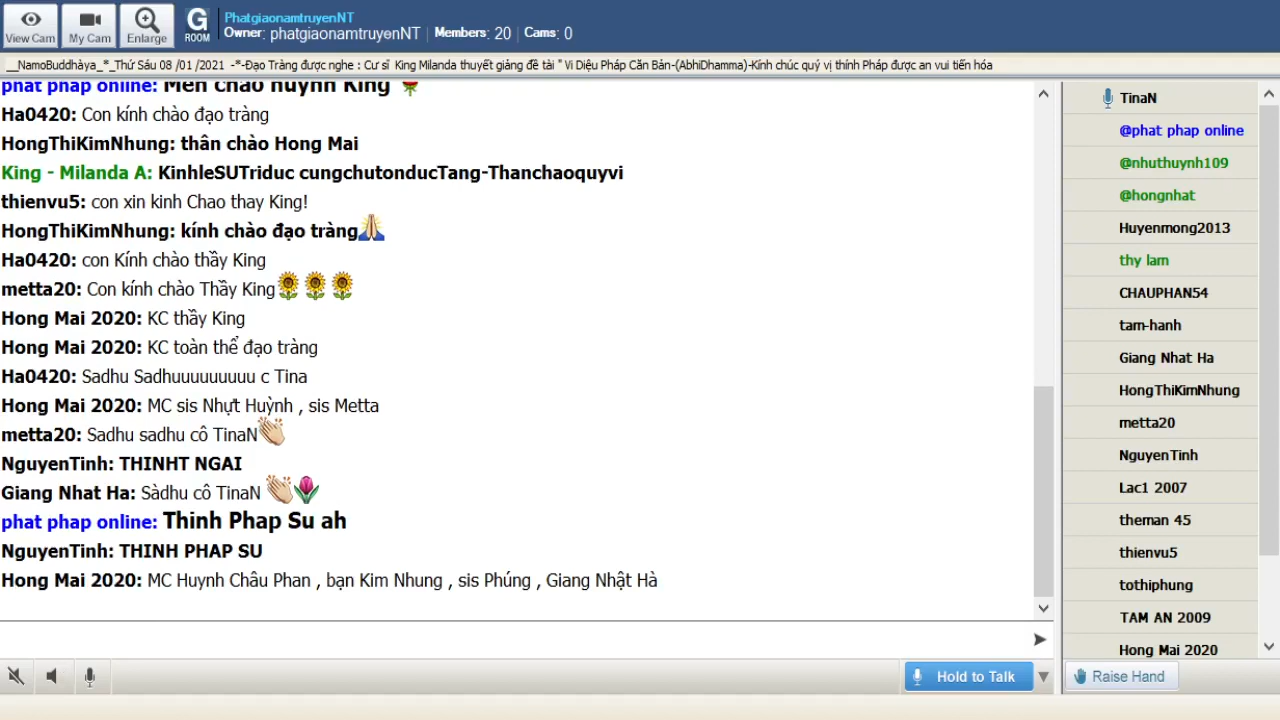 View Cam
My Cam
Enlarge
G
ROOM
PhatgiaonamtruyenNT
Owner: phatgiaonamtruyenNT Members: 20 Cams: 0
__NamoBuddhàya_*_Thứ Sáu 08 /01 /2021 -*-Đạo Tràng được nghe : Cư sĩ King Milanda thuyết giảng đề tài " Vi Diệu Pháp Căn Bản-(AbhiDhamma)-Kính chúc quý vị thính Pháp được an vui tiến hóa
phat phap online: Men chao huynh King
Ha0420: Con kính chào đạo tràng
HongThiKimNhung: thân chào Hong Mai
King - Milanda A: KinhleSUTriduc cungchutonducTang-Thanchaoquyvi
thienvu5: con xin kinh Chao thay King!
HongThiKimNhung: kính chào đạo tràng
Ha0420: con Kính chào thầy King
metta20: Con kính chào Thầy King
Hong Mai 2020: KC thầy King
Hong Mai 2020: KC toàn thể đạo tràng
Ha0420: Sadhu Sadhuuuuuuuuu c Tina
Hong Mai 2020: MC sis Nhựt Huỳnh , sis Metta
metta20: Sadhu sadhu cô TinaN
NguyenTinh: THINHT NGAI
Giang Nhat Ha: Sàdhu cô TinaN
phat phap online: Thinh Phap Su ah
NguyenTinh: THINH PHAP SU
Hong Mai 2020: MC Huynh Châu Phan , bạn Kim Nhung , sis Phúng , Giang Nhật Hà
TinaN
@phat phap online
@nhuthuynh109
@hongnhat
Huyenmong2013
thy lam
CHAUPHAN54
tam-hanh
Giang Nhat Ha
HongThiKimNhung
metta20
NguyenTinh
Lac1 2007
theman 45
thienvu5
tothiphung
TAM AN 2009
Hong Mai 2020
Hold to Talk
Raise Hand